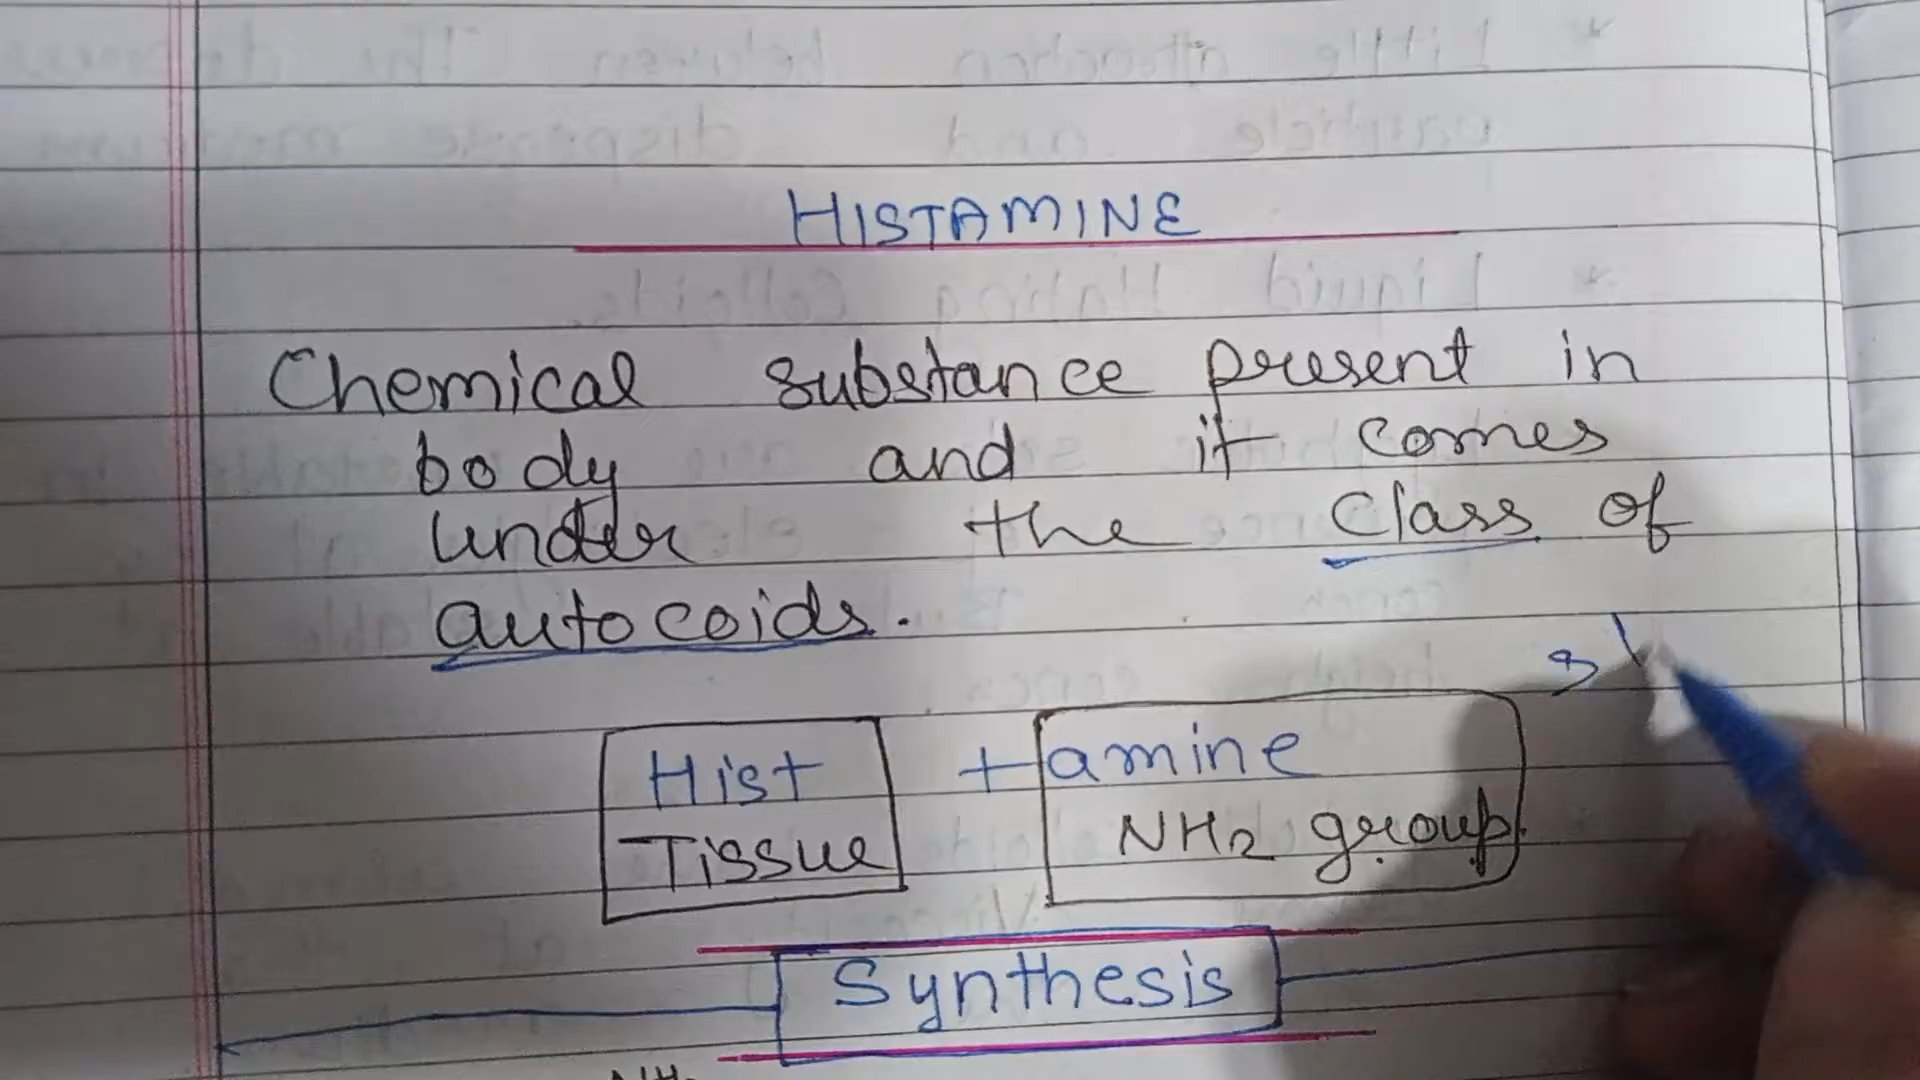 HISTAMINE
Chemical substance present in
body and it comes
under the class of
autocoids.
Hist + amine
Tissue NH2 group
Synthesis